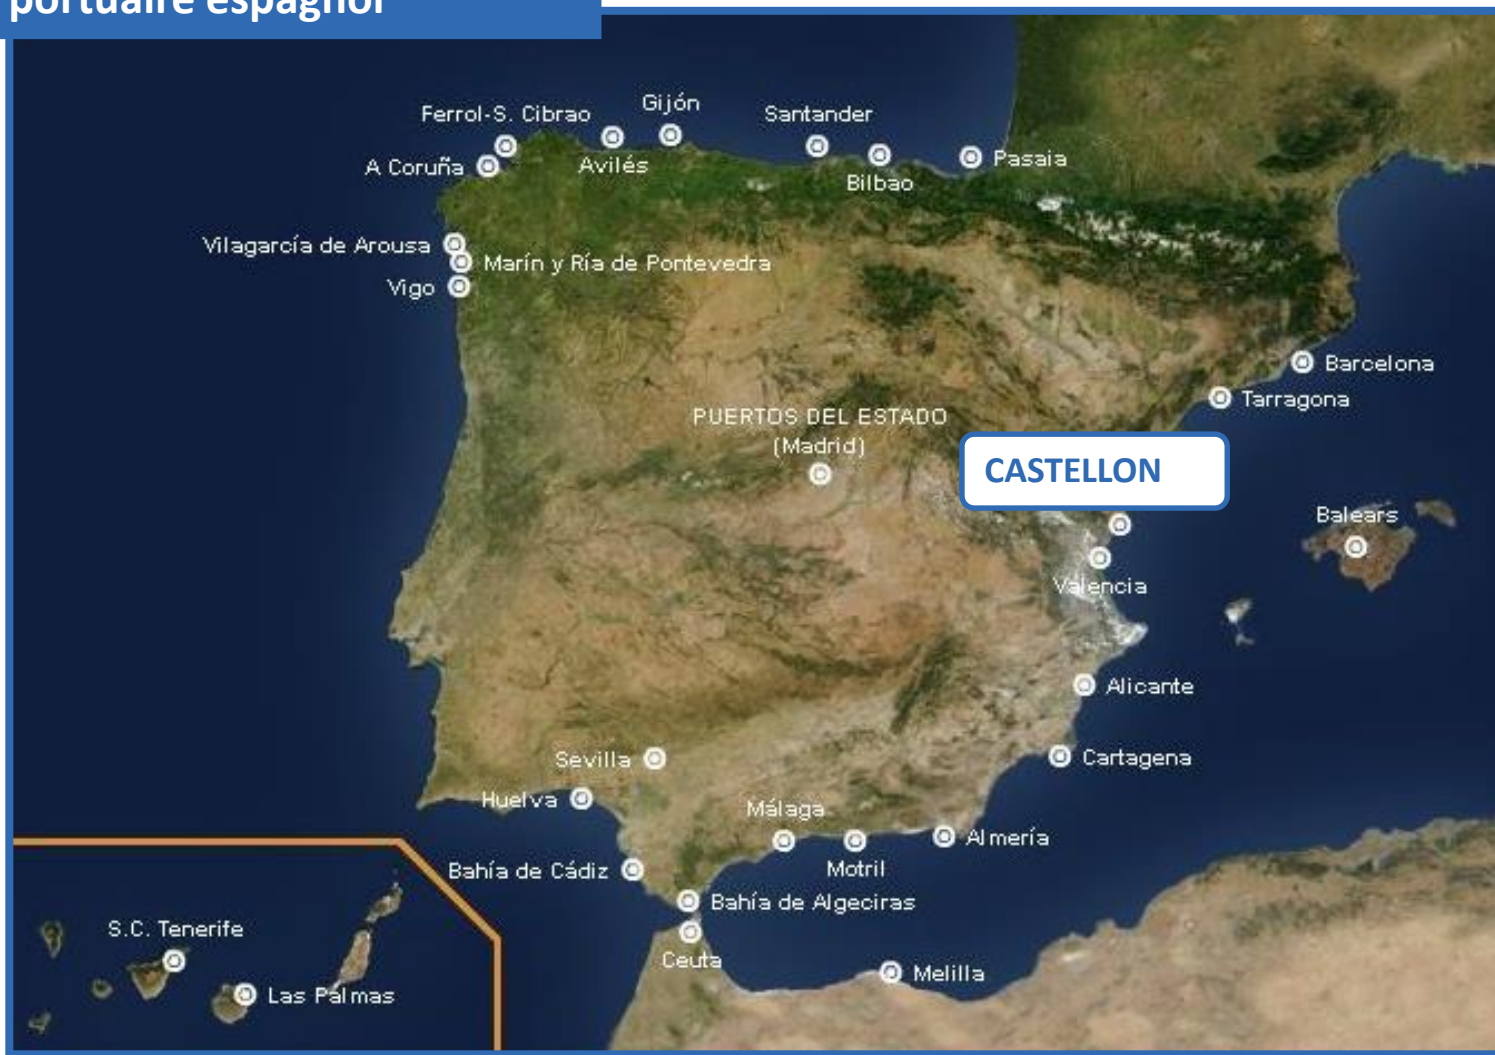 portuaire espagnol
Gijón
Ferrol-S. Cibrao
Santander
A Coruña
Avilés
Pasaia
Bilbao
Vilagarcía de Arousa
Marín y Ría de Pontevedra
Vigo
Barcelona
Tarragona
PUERTOS DEL ESTADO
(Madrid)
CASTELLON
Balears
Valencia
Alicante
Sevilla
Cartagena
Huelva
Málaga
Almería
Motril
Bahía de Cádiz
Bahía de Algeciras
S.C. Tenerife
Ceuta
Melilla
Las Palmas